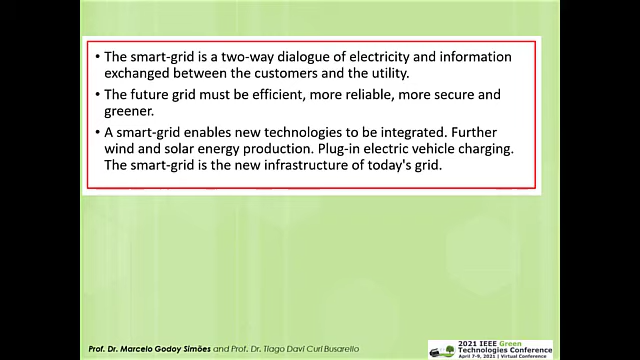 • The smart-grid is a two-way dialogue of electricity and information
exchanged between the customers and the utility.
• The future grid must be efficient, more reliable, more secure and
greener.
• A smart-grid enables new technologies to be integrated. Further
wind and solar energy production. Plug-in electric vehicle charging.
The smart-grid is the new infrastructure of today's grid.
Prof. Dr. Marcelo Godoy Simões and Prof. Dr. Tiago Davi Curi Busarello
2021 IEEE Green
Technologies Conference
April 7-9, 2021 | Virtual Conference